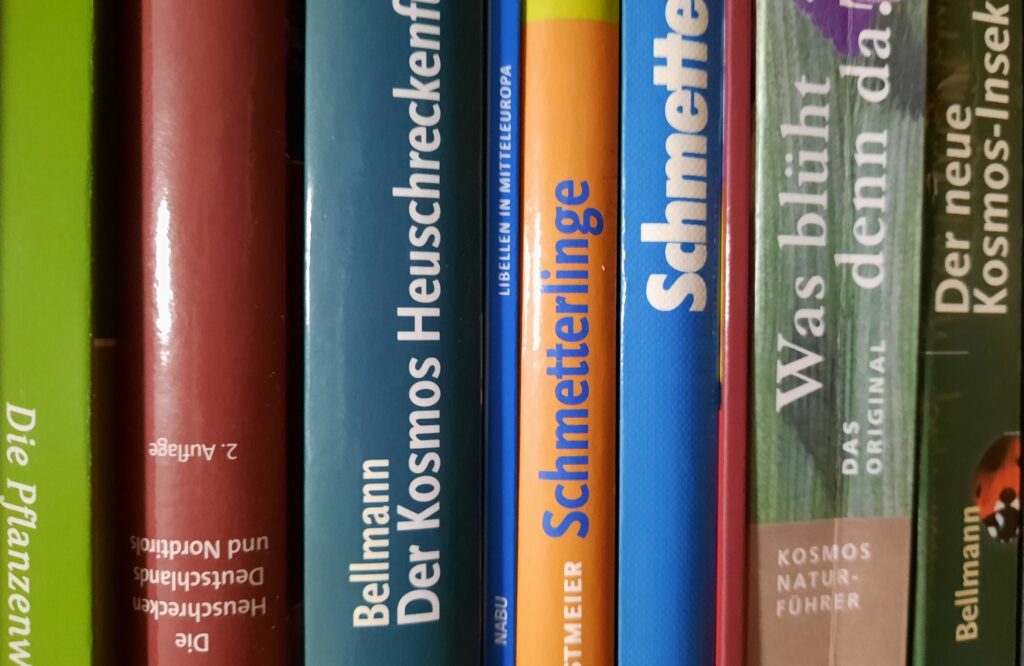 Die Pflanzenw
Die
Heuschrecken
Deutschlands
und Nordtirols
2. Auflage
Bellmann
Der Kosmos Heuschreckenf
NABU LIBELLEN IN MITTELEUROPA
STMEIER Schmetterlinge
Schmette
Was blüht
denn da?
DAS
ORIGINAL
KOSMOS
NATUR-
FÜHRER
Bellmann
Der neue
Kosmos-Insek